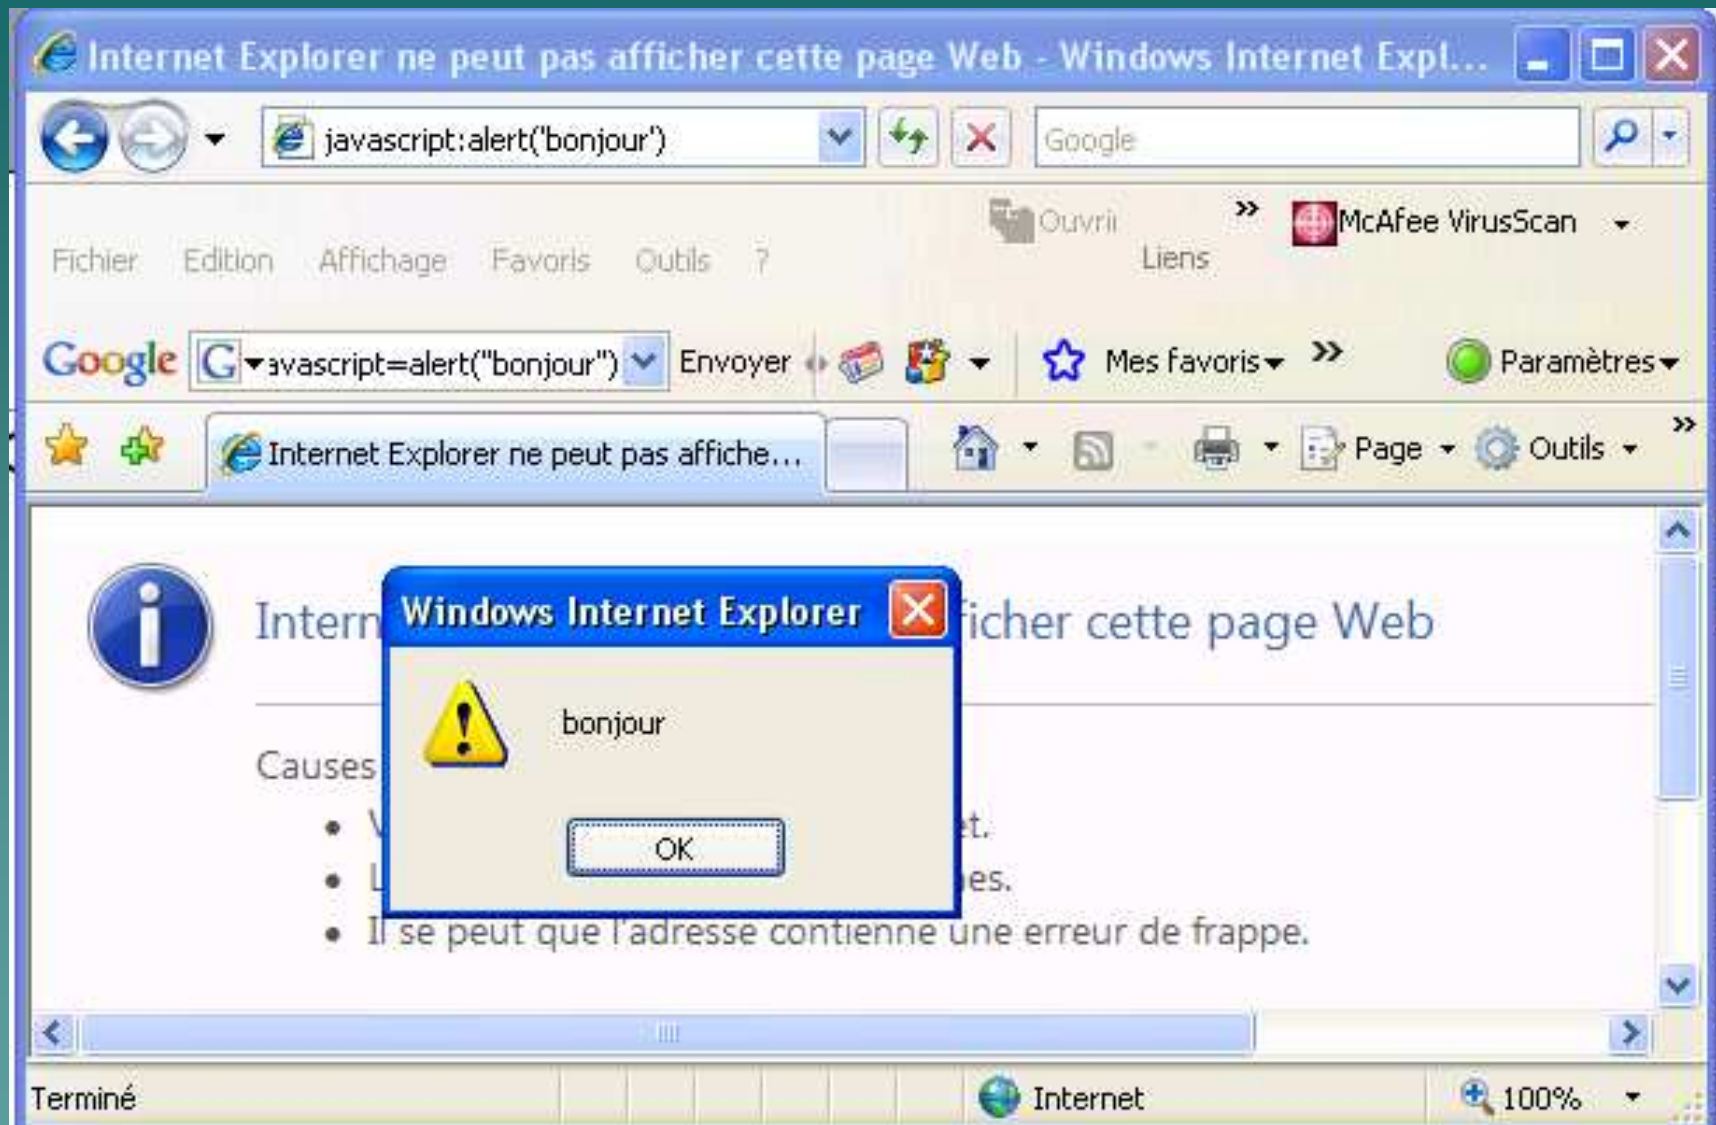 Internet Explorer ne peut pas afficher cette page Web - Windows Internet Expl...
javascript:alert('bonjour')
Google
Ouvrir
McAfee VirusScan
Fichier Edition Affichage Favoris Outils ?
Liens
Google avascript=alert("bonjour") Envoyer Mes favoris Paramètres
Internet Explorer ne peut pas affiche... Page Outils
Intern
Windows Internet Explorer
icher cette page Web
bonjour
Causes
et.
OK
es.
Il se peut que l'adresse contienne une erreur de frappe.
Terminé Internet 100%